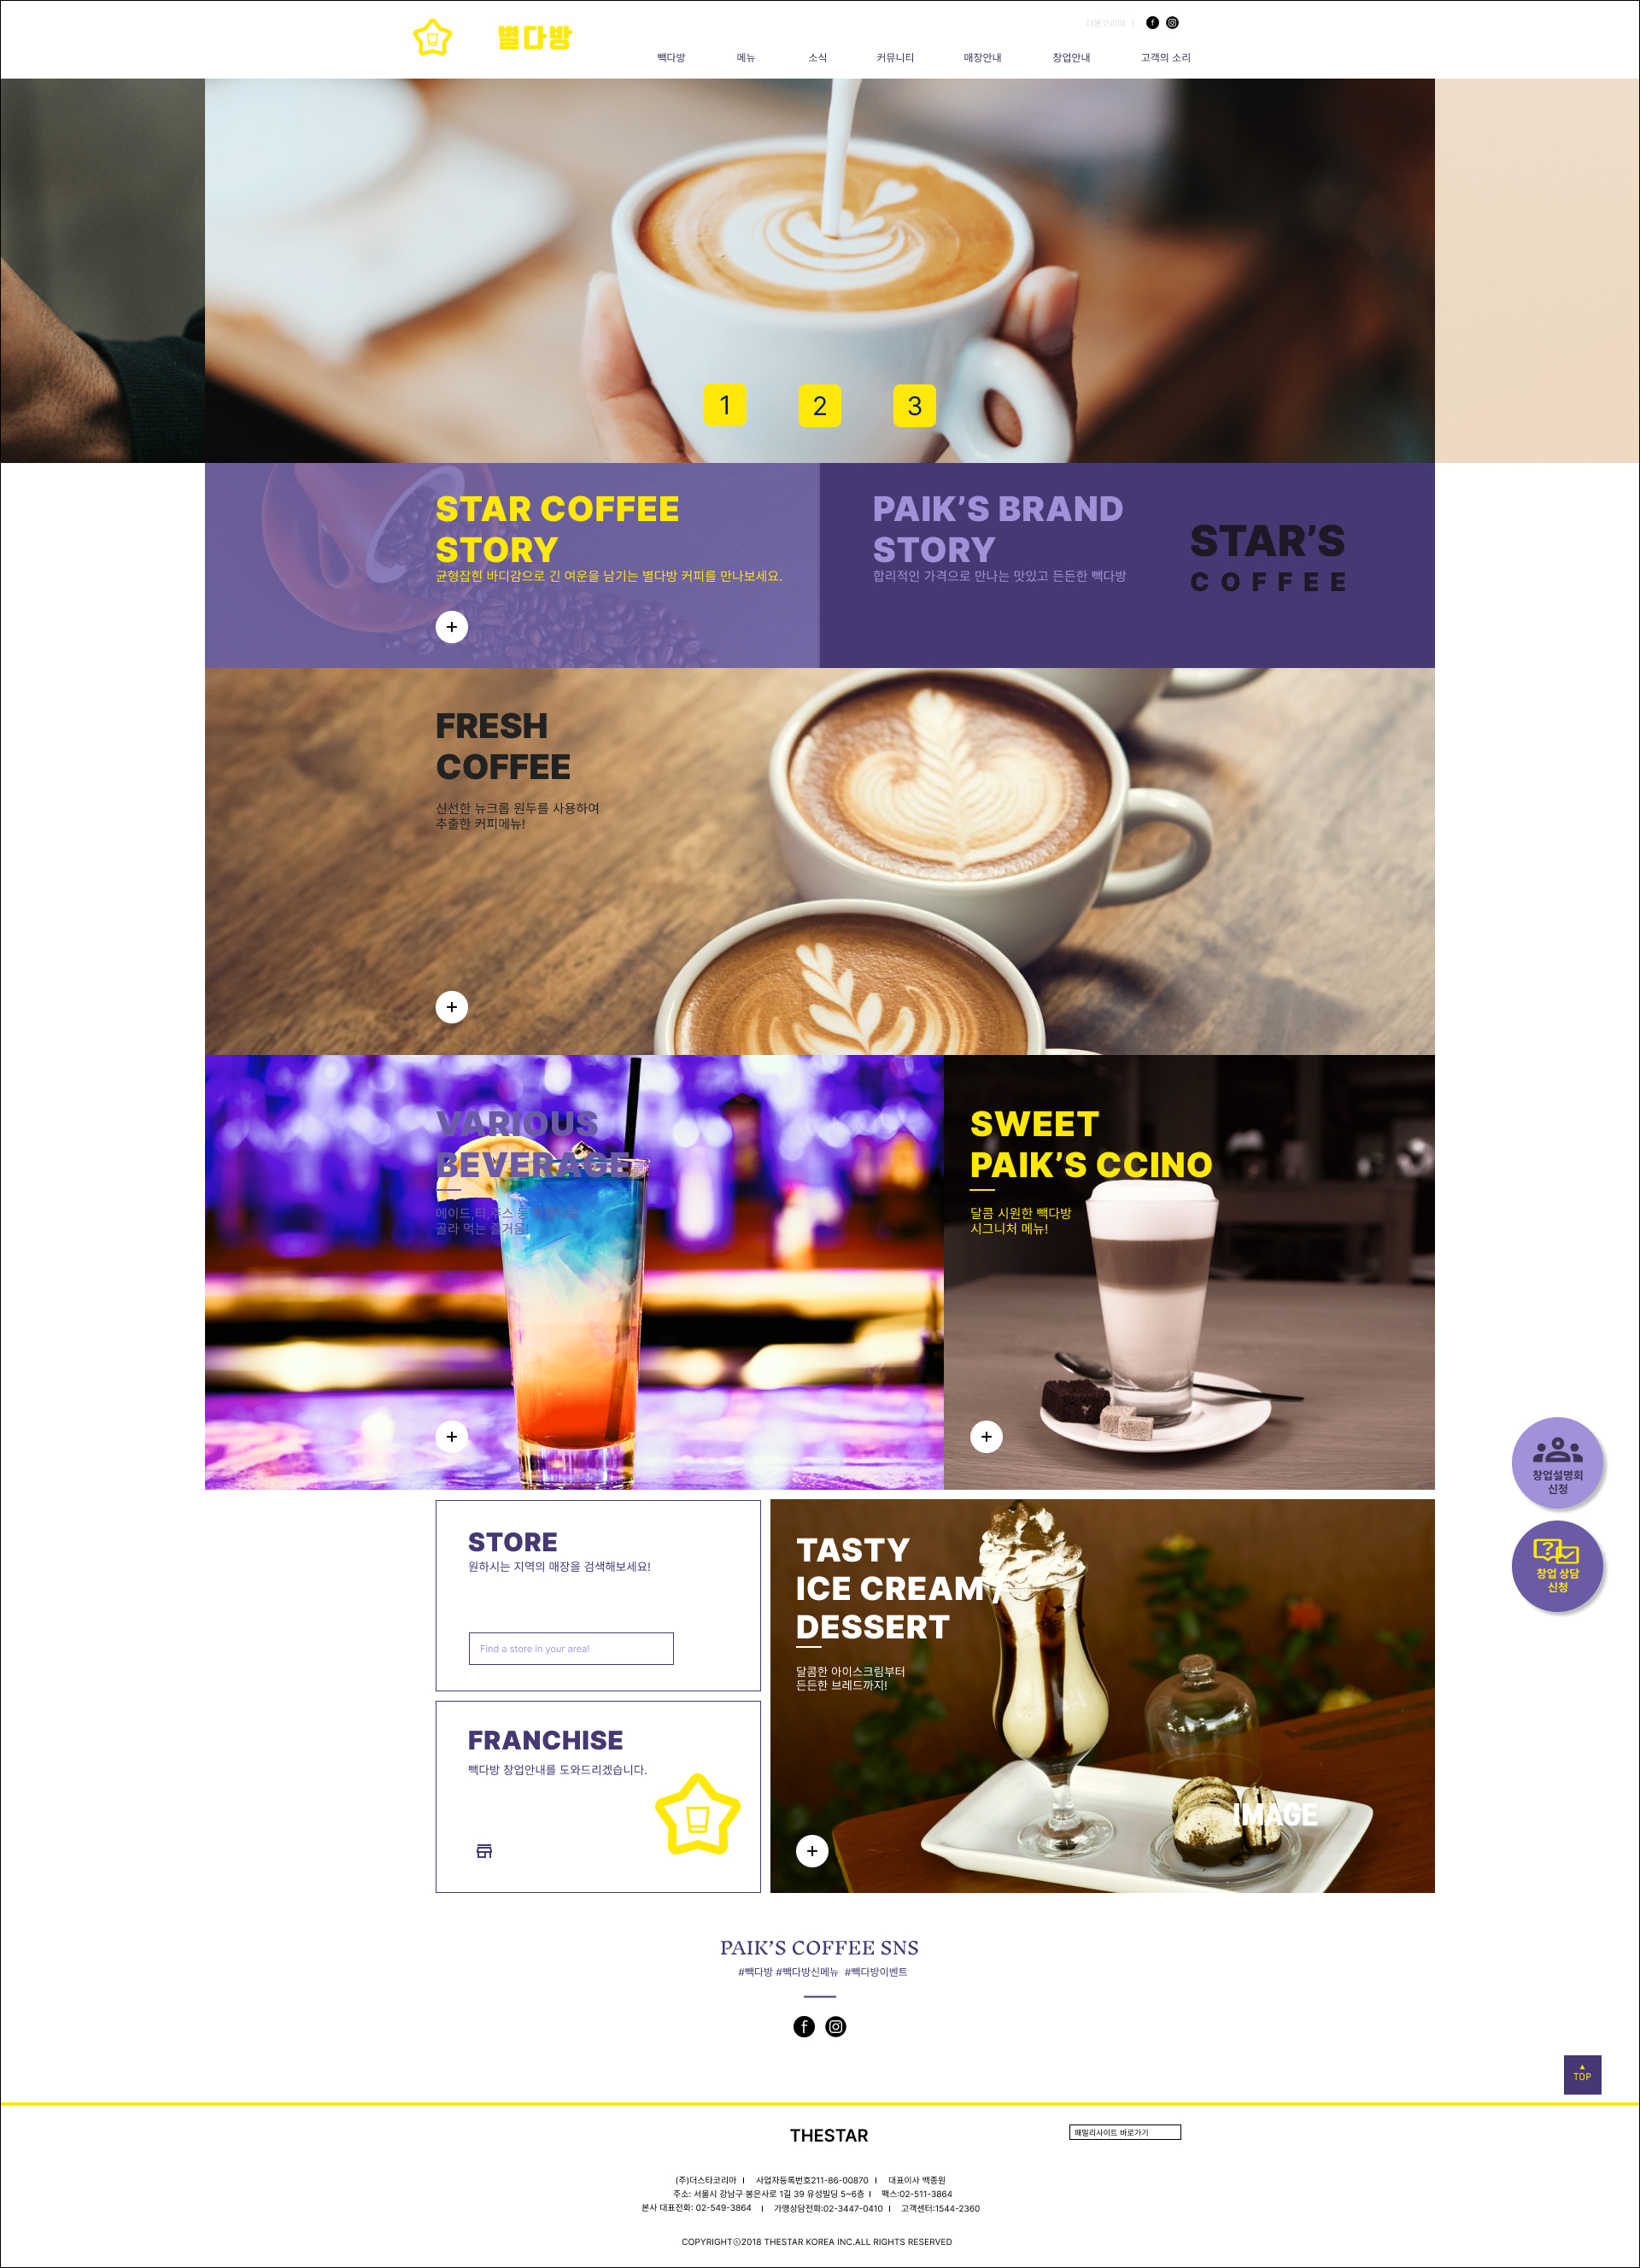 별다방
더본코리아 |
빽다방 메뉴 소식 커뮤니티 매장안내 창업안내 고객의 소리
1 2 3
STAR COFFEE
STORY
균형잡힌 바디감으로 긴 여운을 남기는 별다방 커피를 만나보세요.
+
PAIK'S BRAND
STORY
합리적인 가격으로 만나는 맛있고 든든한 빽다방
STAR'S
COFFEE
FRESH
COFFEE
신선한 뉴크롭 원두를 사용하여
추출한 커피메뉴!
+
VARIOUS
BEVERAGE
에이드,티,주스 등
골라 먹는 즐거움!
+
SWEET
PAIK'S CCINO
달콤 시원한 빽다방
시그니처 메뉴!
+
창업설명회
신청
창업 상담
신청
STORE
원하시는 지역의 매장을 검색해보세요!
Find a store in your area!
TASTY
ICE CREAM /
DESSERT
달콤한 아이스크림부터
든든한 브레드까지!
IMAGE
+
FRANCHISE
빽다방 창업안내를 도와드리겠습니다.
PAIK'S COFFEE SNS
#빽다방 #빽다방신메뉴 #빽다방이벤트
TOP
THESTAR
패밀리사이트 바로가기
(주)더스타코리아 | 사업자등록번호211-86-00870 | 대표이사 백종원
주소: 서울시 강남구 봉은사로 1길 39 유성빌딩 5~6층 | 팩스:02-511-3864
본사 대표전화: 02-549-3864 | 가맹상담전화:02-3447-0410 | 고객센터:1544-2360
COPYRIGHTⓒ2018 THESTAR KOREA INC.ALL RIGHTS RESERVED